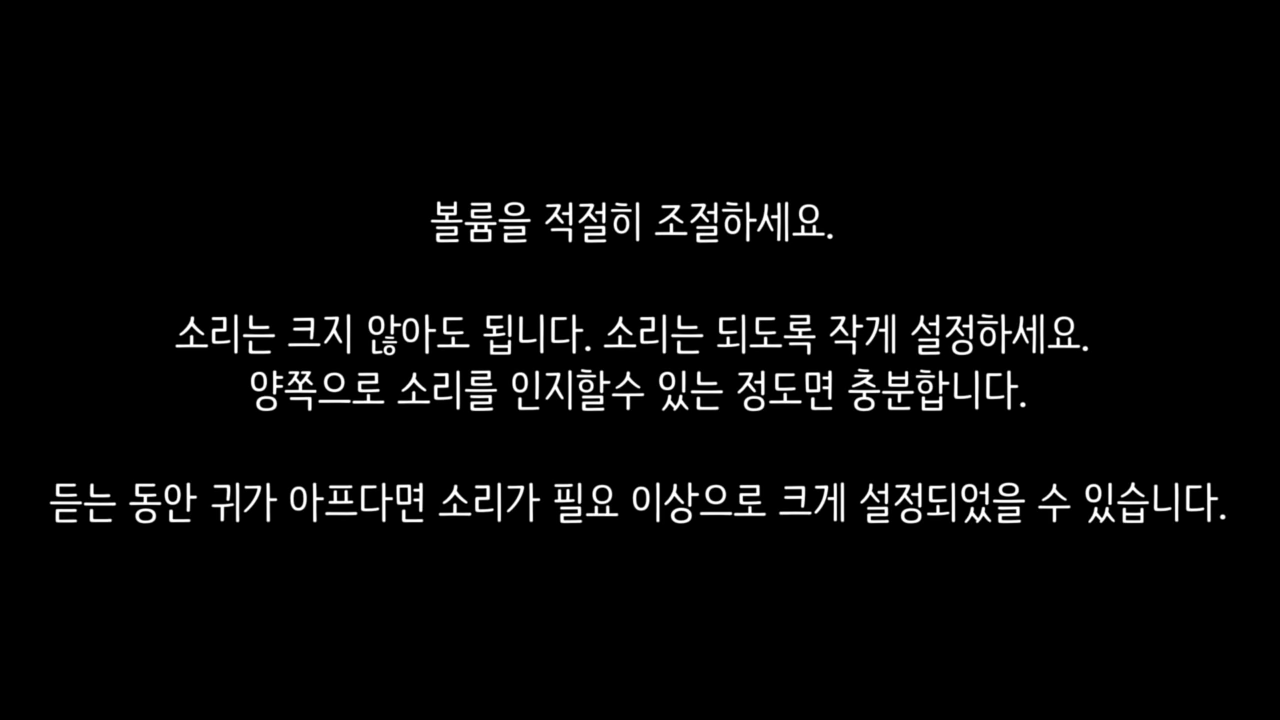 볼륨을 적절히 조절하세요.
소리는 크지 않아도 됩니다. 소리는 되도록 작게 설정하세요.
양쪽으로 소리를 인지할수 있는 정도면 충분합니다.
듣는 동안 귀가 아프다면 소리가 필요 이상으로 크게 설정되었을 수 있습니다.